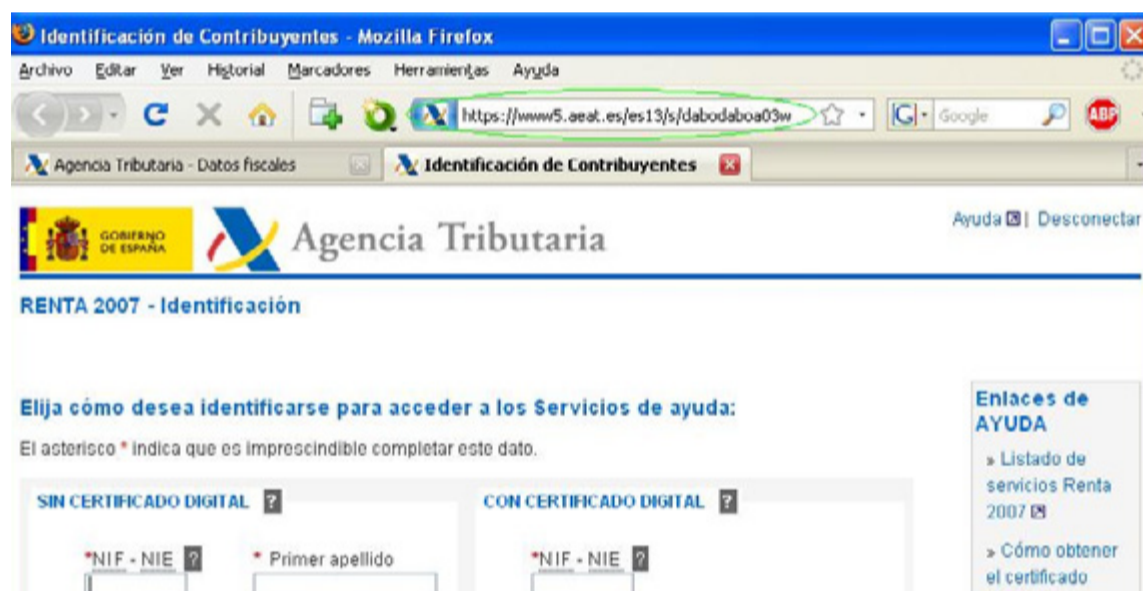 Identificación de Contribuyentes - Mozilla Firefox
Archivo Editar Ver Historial Marcadores Herramientas Ayuda
https://www5.aeat.es/es13/s/dabodaboa03w
G Google ABP
Agencia Tributaria - Datos fiscales Identificación de Contribuyentes
GOBIERNO
DE ESPAÑA
Agencia Tributaria
Ayuda | Desconectar
RENTA 2007 - Identificación
Elija cómo desea identificarse para acceder a los Servicios de ayuda:
El asterisco * indica que es imprescindible completar este dato.
SIN CERTIFICADO DIGITAL ?
*NIF - NIE ? * Primer apellido
CON CERTIFICADO DIGITAL ?
*NIF - NIE ?
Enlaces de
AYUDA
» Listado de
servicios Renta
2007
» Cómo obtener
el certificado